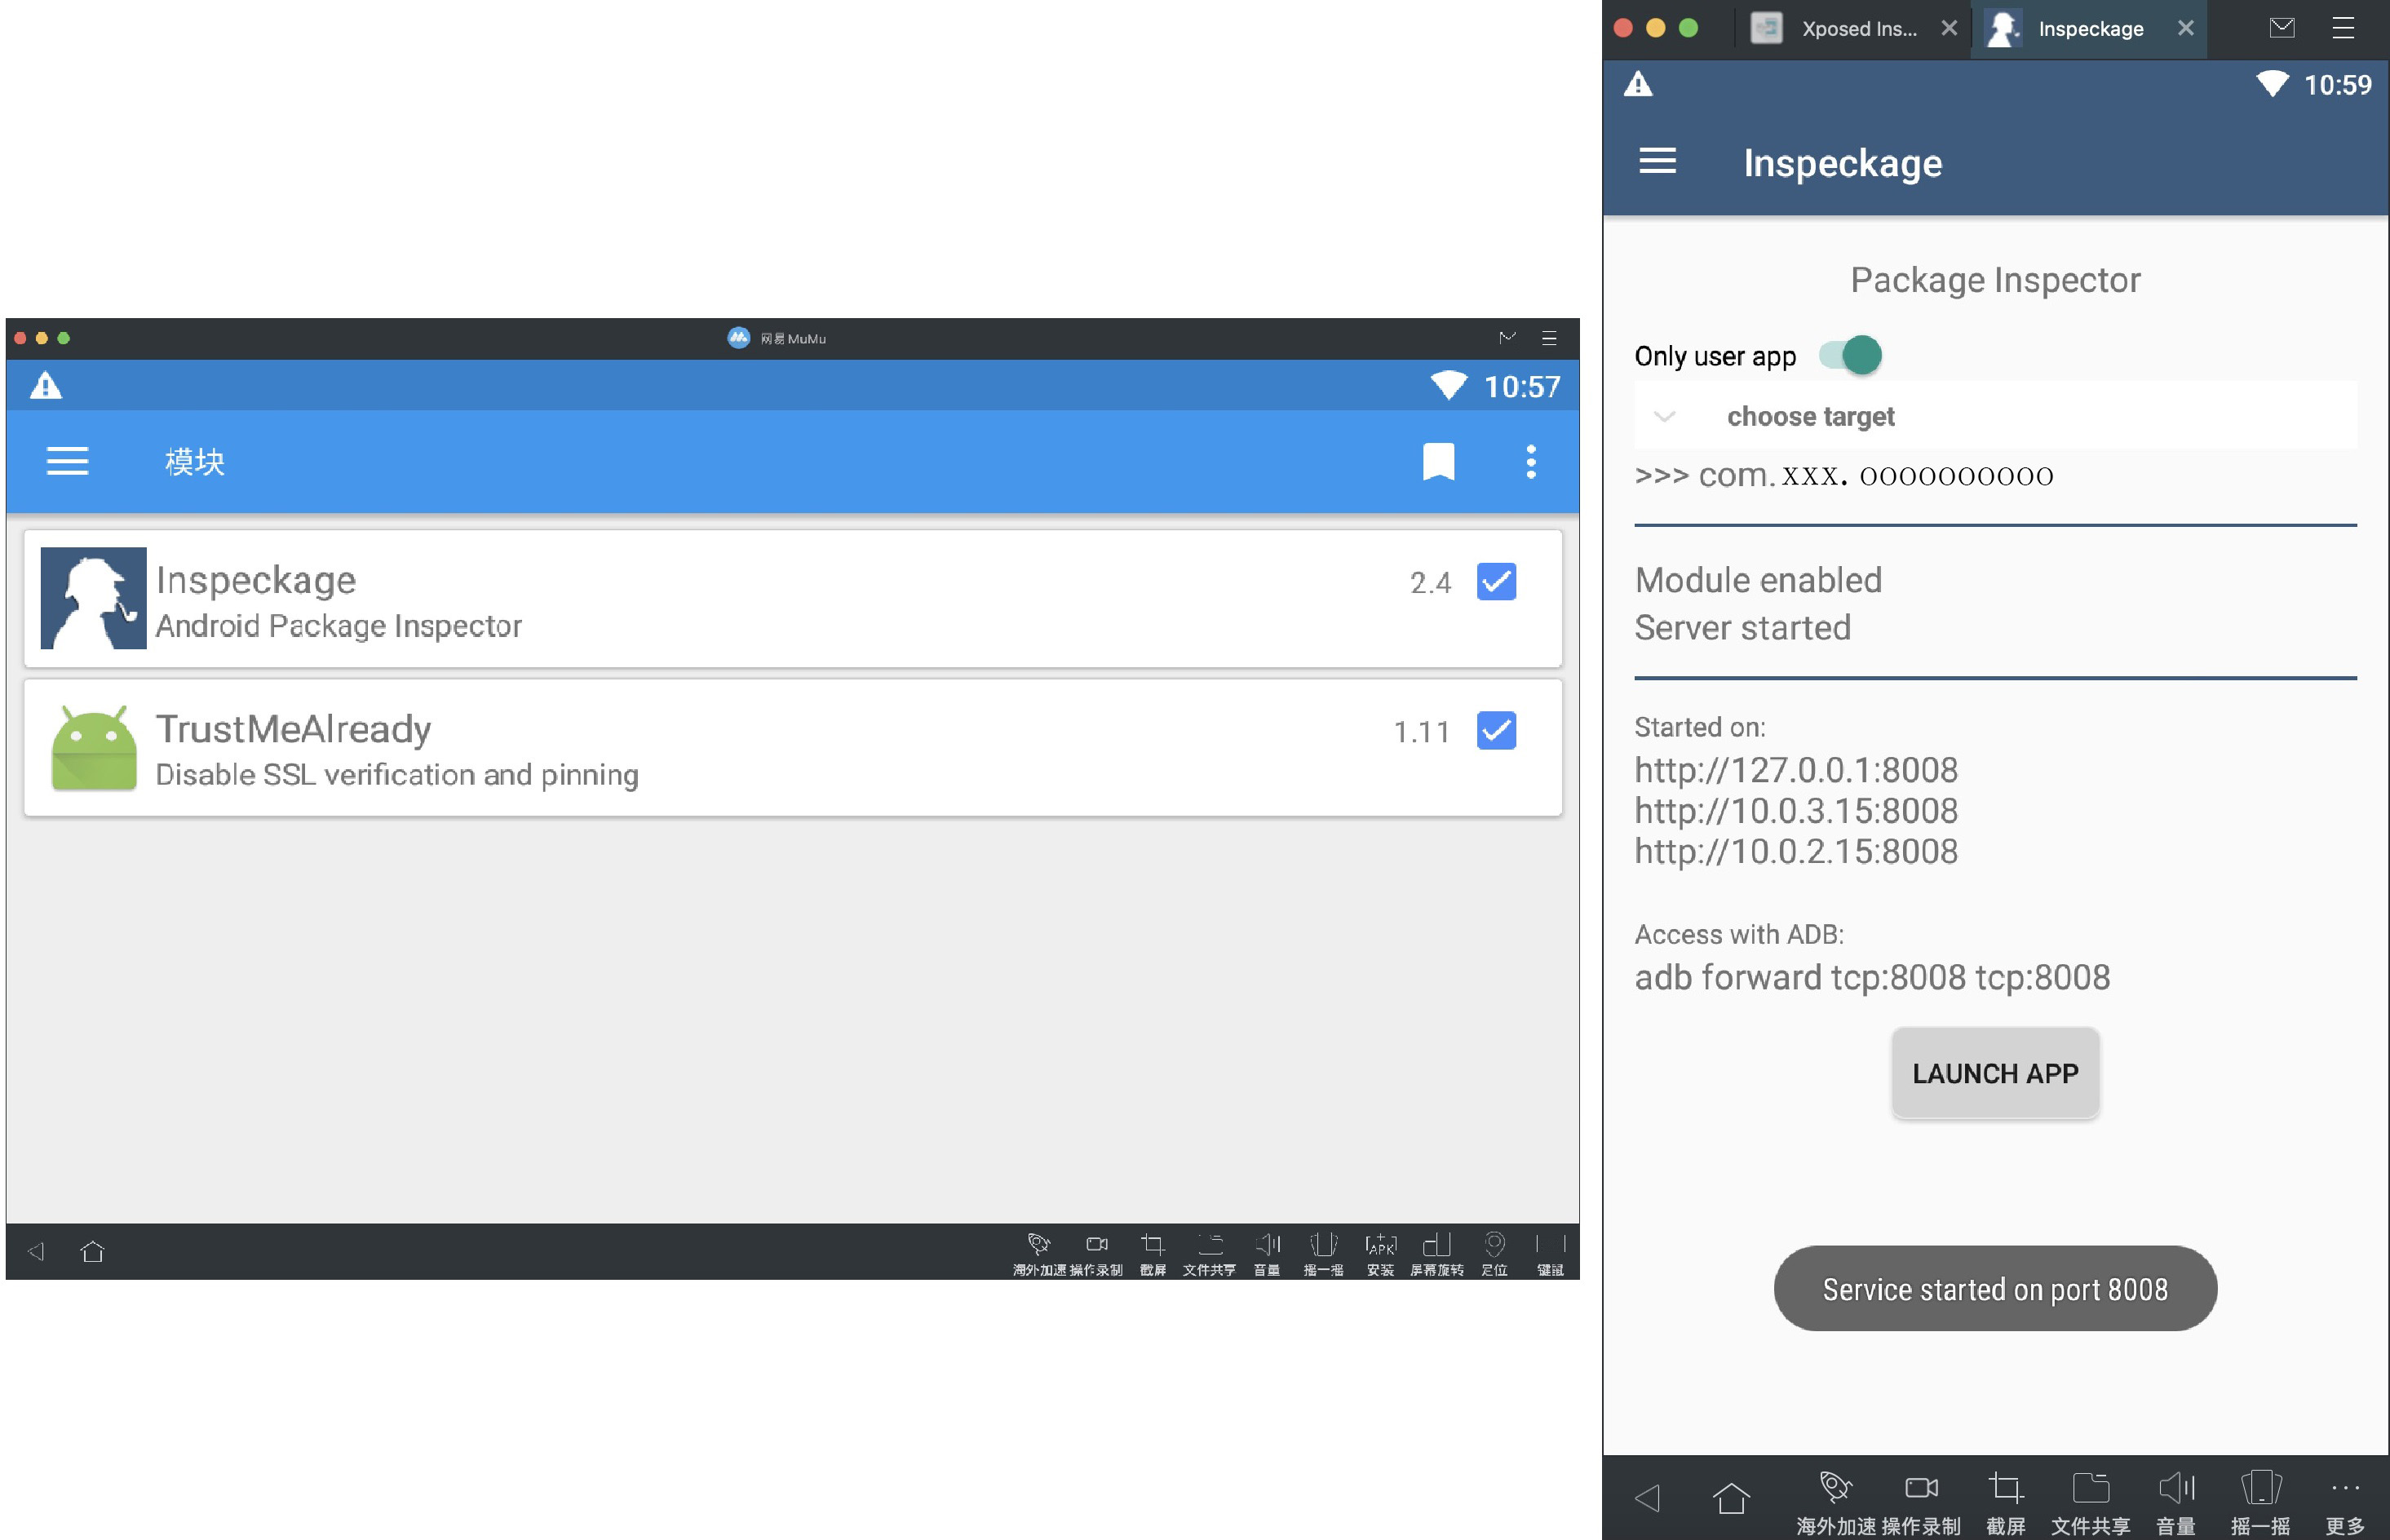 网易 MuMu
10:57
模块
Inspeckage
2.4
Android Package Inspector
TrustMeAlready
1.11
Disable SSL verification and pinning
海外加速 操作录制 截屏 文件共享 音量 摇一摇 安装 屏幕旋转 定位 键鼠
APK
Xposed Ins...
Inspeckage
10:59
Inspeckage
Package Inspector
Only user app
choose target
>>> com.xxx. oooooooooo
Module enabled
Server started
Started on:
http://127.0.0.1:8008
http://10.0.3.15:8008
http://10.0.2.15:8008
Access with ADB:
adb forward tcp:8008 tcp:8008
LAUNCH APP
Service started on port 8008
海外加速 操作录制 截屏 文件共享 音量 摇一摇 更多